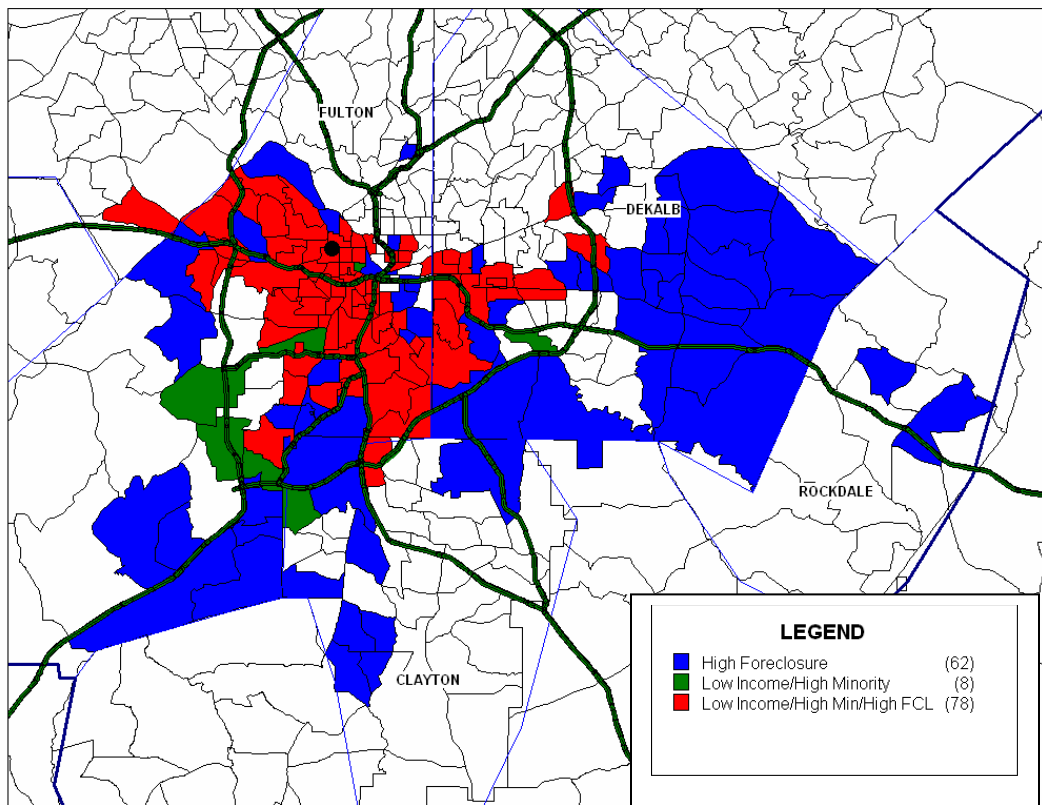 FULTON
DEKALB
ROCKDALE
CLAYTON
LEGEND
High Foreclosure (62)
Low Income/High Minority (8)
Low Income/High Min/High FCL (78)